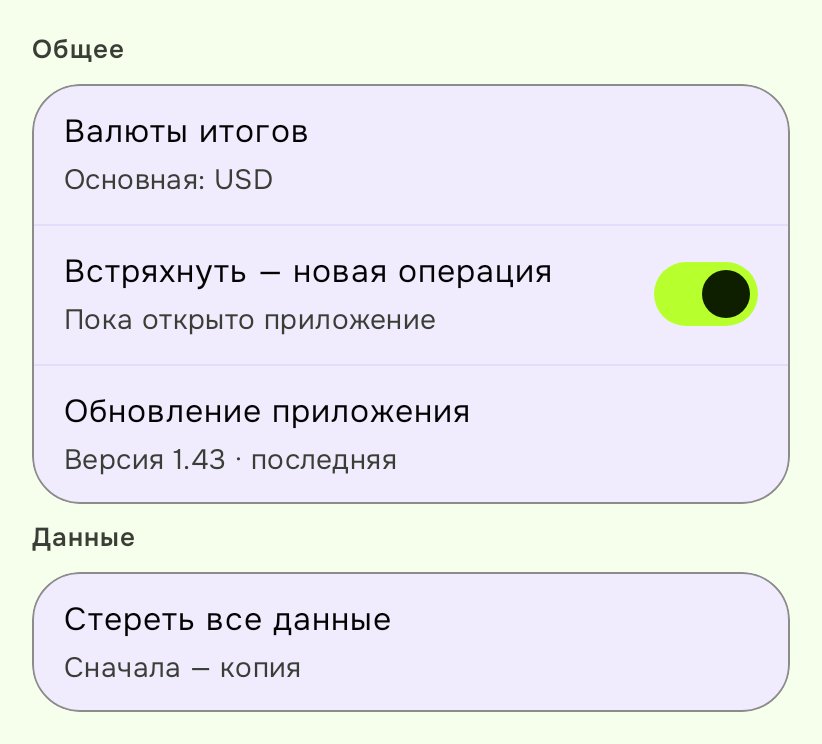 Общее
Валюты итогов
Основная: USD
Встряхнуть — новая операция
Пока открыто приложение
Обновление приложения
Версия 1.43 · последняя
Данные
Стереть все данные
Сначала — копия